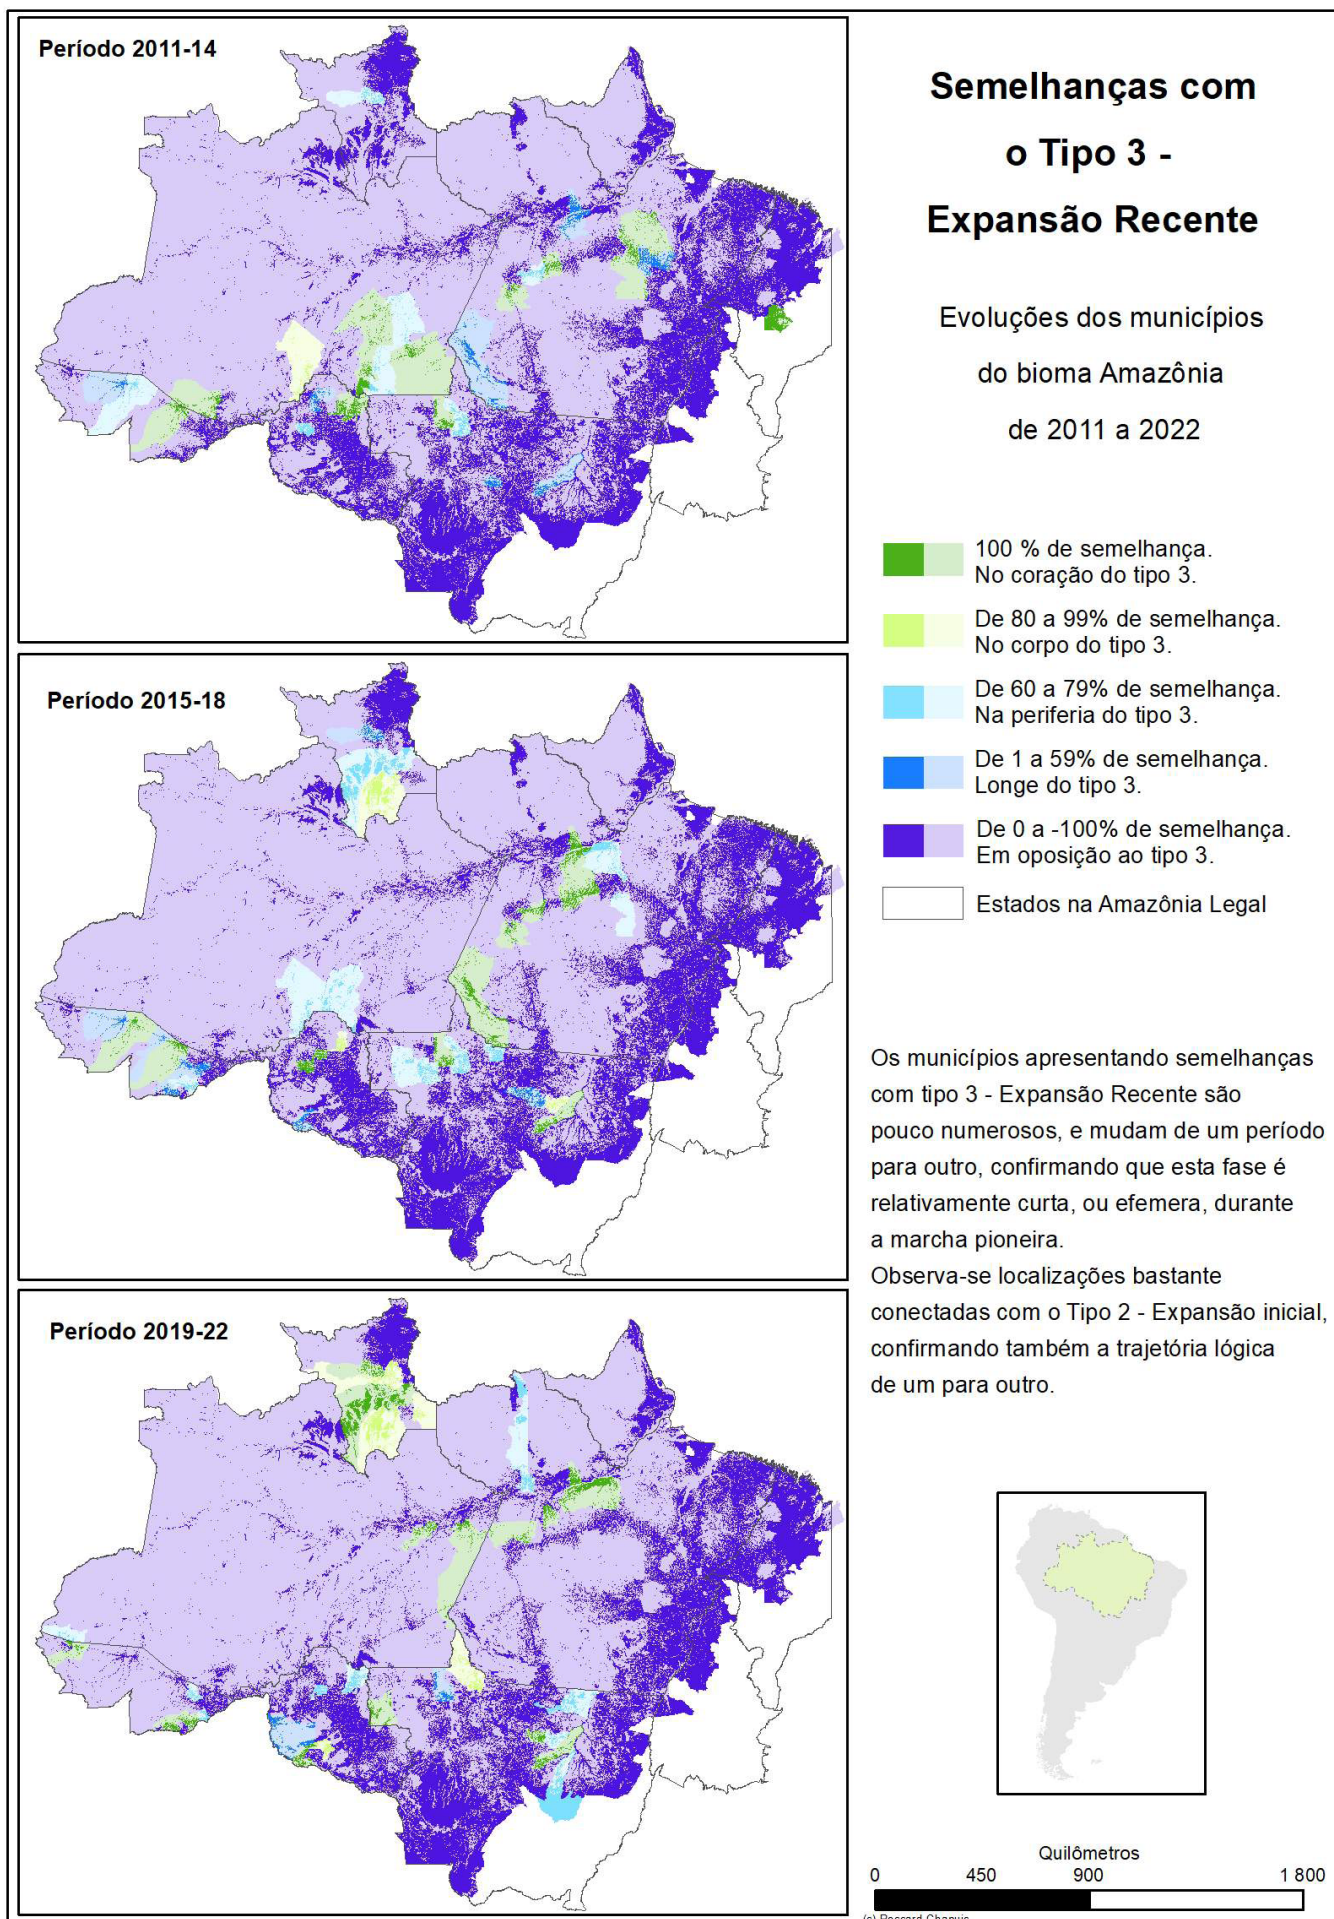 Período 2011-14
Semelhanças com
o Tipo 3 -
Expansão Recente
Evoluções dos municípios
do bioma Amazônia
de 2011 a 2022
100 % de semelhança.
No coração do tipo 3.
De 80 a 99% de semelhança.
No corpo do tipo 3.
De 60 a 79% de semelhança.
Na periferia do tipo 3.
De 1 a 59% de semelhança.
Longe do tipo 3.
De 0 a -100% de semelhança.
Em oposição ao tipo 3.
Estados na Amazônia Legal
Período 2015-18
Os municípios apresentando semelhanças
com tipo 3 - Expansão Recente são
pouco numerosos, e mudam de um período
para outro, confirmando que esta fase é
relativamente curta, ou efemera, durante
a marcha pioneira.
Observa-se localizações bastante
conectadas com o Tipo 2 - Expansão inicial,
confirmando também a trajetória lógica
de um para outro.
Período 2019-22
Quilômetros
0 450 900 1 800